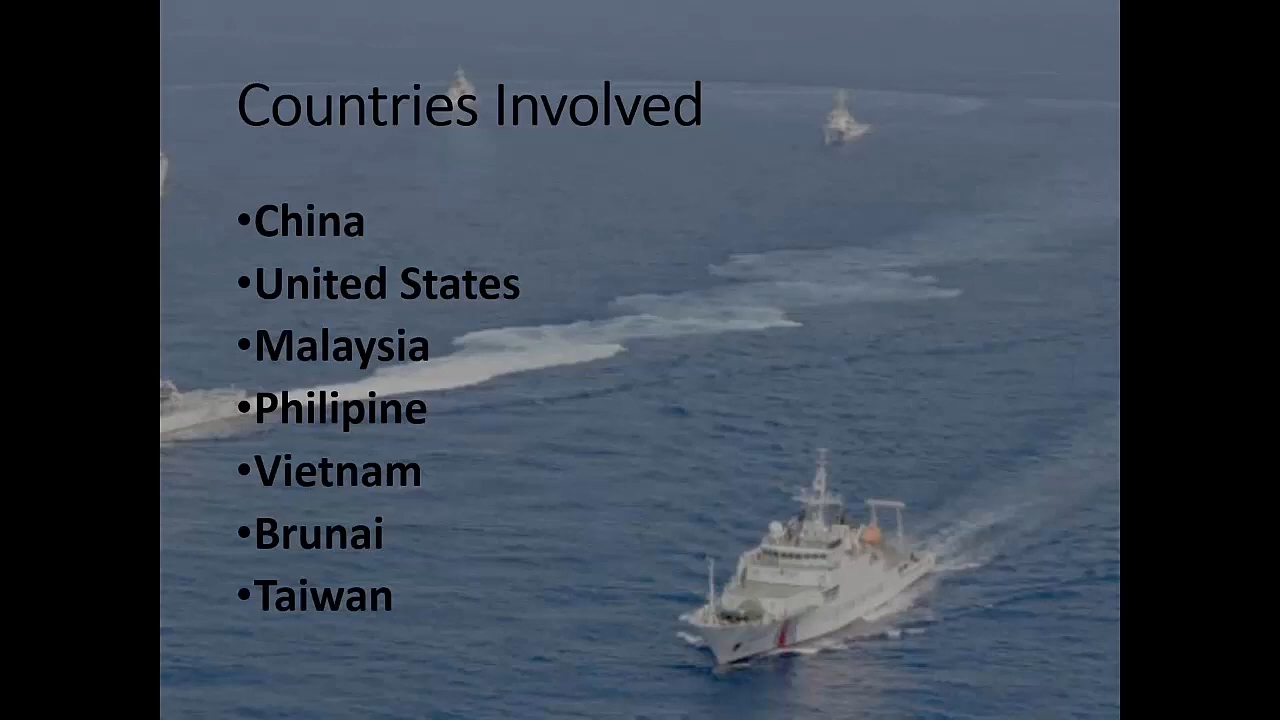 Countries Involved
•China
•United States
•Malaysia
•Philipine
•Vietnam
•Brunai
•Taiwan